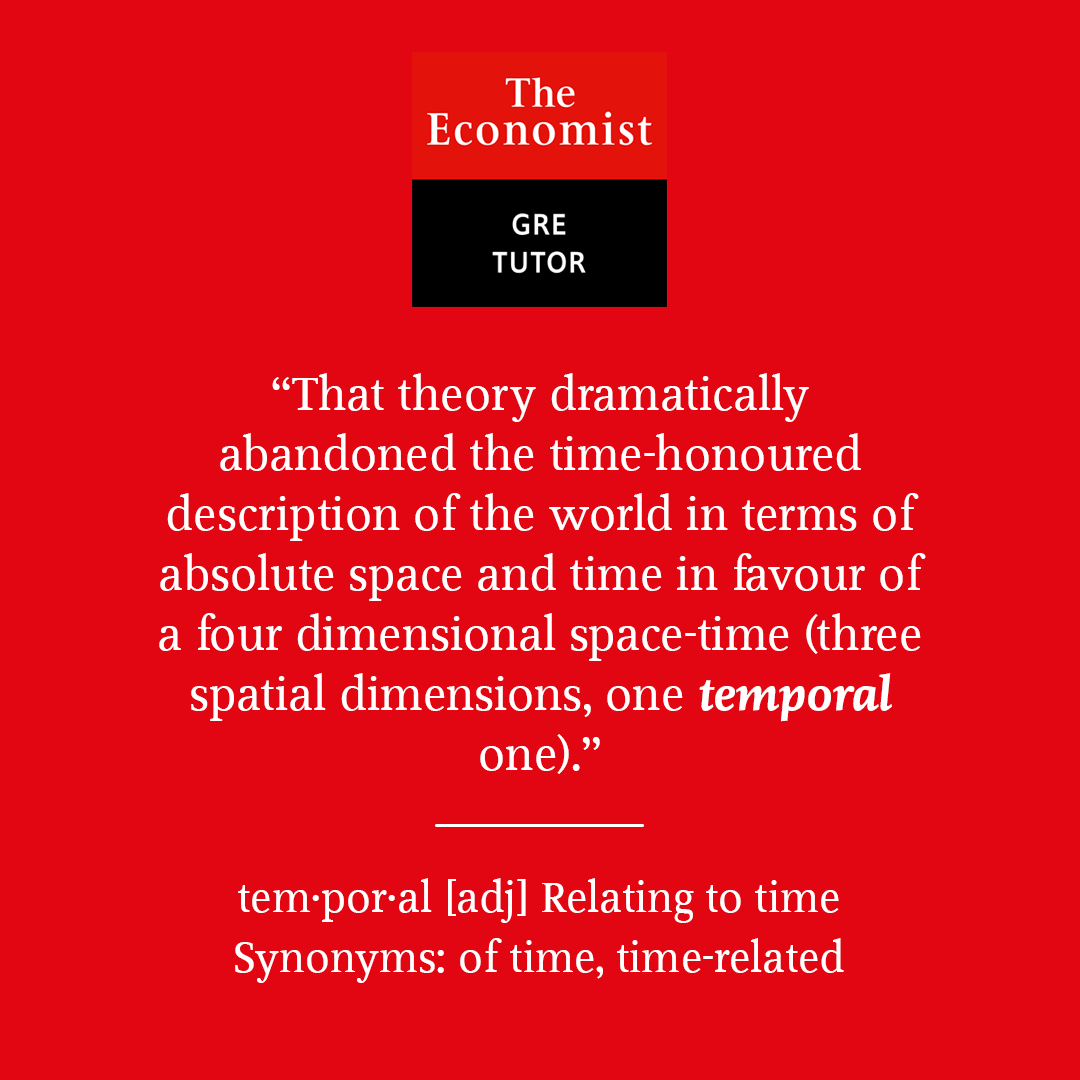 The
Economist
GRE
TUTOR
“That theory dramatically
abandoned the time-honoured
description of the world in terms of
absolute space and time in favour of
a four dimensional space-time (three
spatial dimensions, one temporal
one).”
tem·por·al [adj] Relating to time
Synonyms: of time, time-related